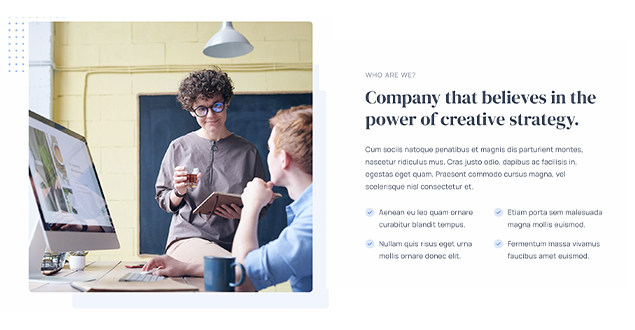 WHO ARE WE?
Company that believes in the
power of creative strategy.
Cum sociis natoque penatibus et magnis dis parturient montes,
nascetur ridiculus mus. Cras justo odio, dapibus ac facilisis in,
egestas eget quam. Praesent commodo cursus magna, vel
scelerisque nisl consectetur et.
Aenean eu leo quam ornare
curabitur blandit tempus.
Nullam quis risus eget urna
mollis ornare donec elit.
Etiam porta sem malesuada
magna mollis euismod.
Fermentum massa vivamus
faucibus amet euismod.